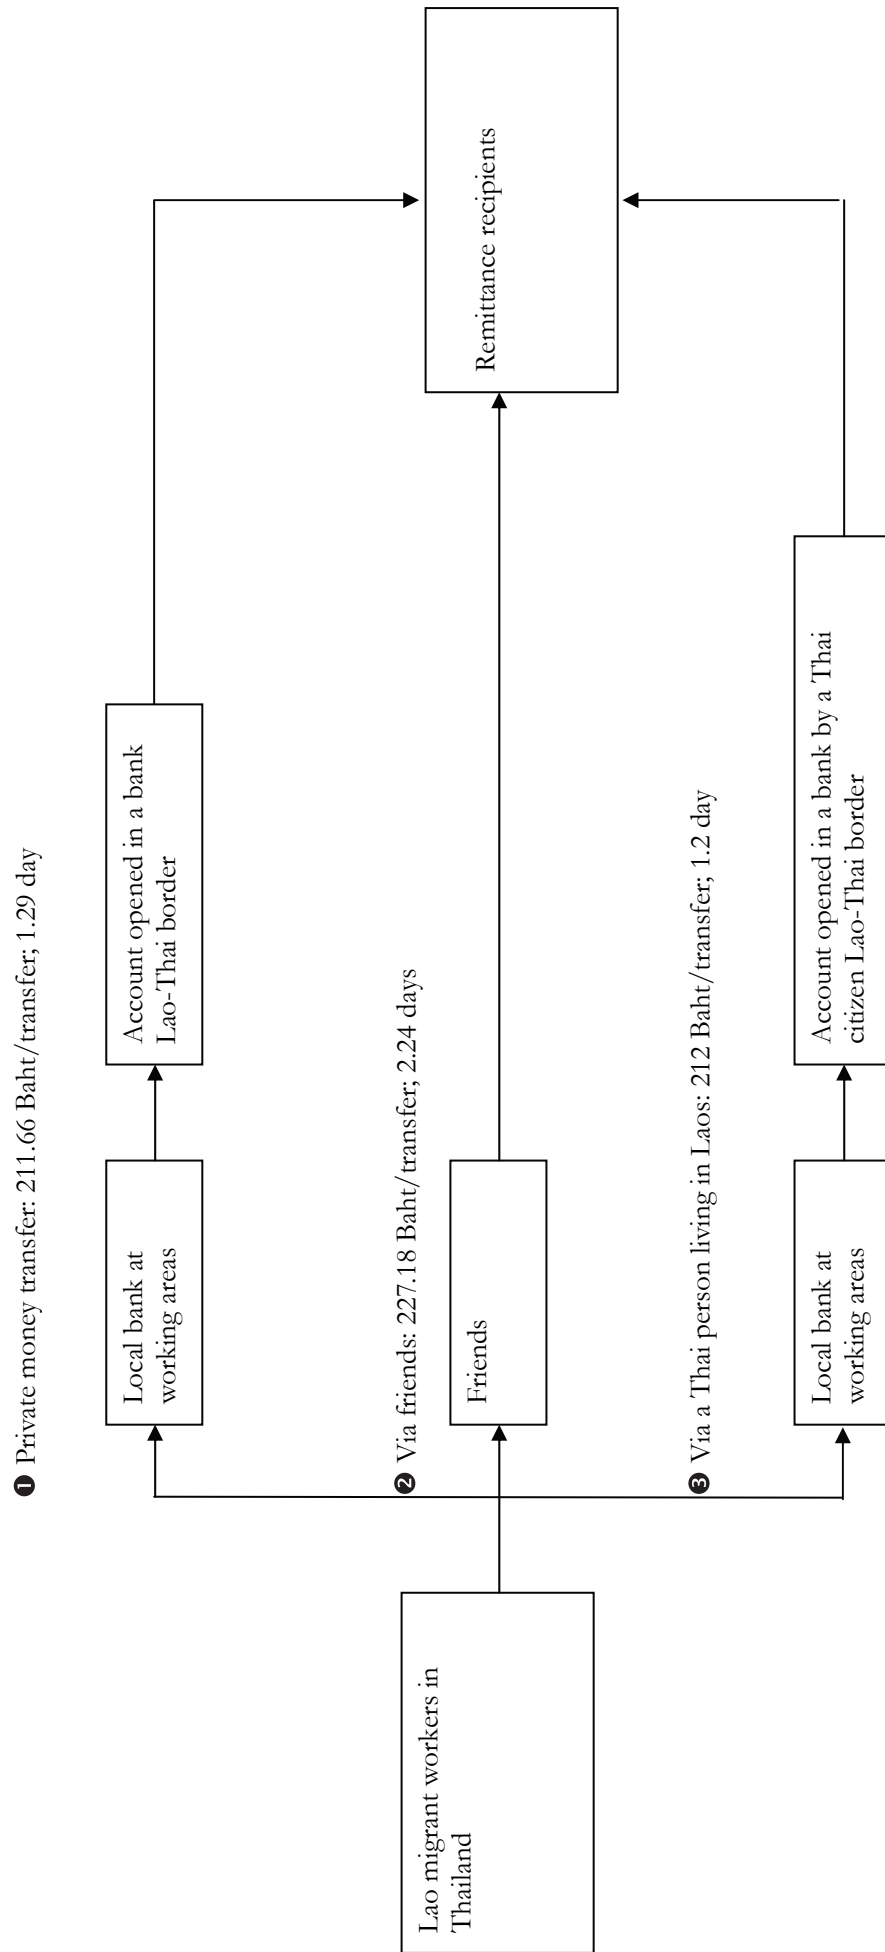 ❶ Private money transfer: 211.66 Baht/transfer; 1.29 day
Local bank at
working areas
Account opened in a bank
Lao-Thai border
❷ Via friends: 227.18 Baht/transfer; 2.24 days
Lao migrant workers in
Thailand
Friends
Remittance recipients
❸ Via a Thai person living in Laos: 212 Baht/transfer; 1.2 day
Local bank at
working areas
Account opened in a bank by a Thai
citizen Lao-Thai border